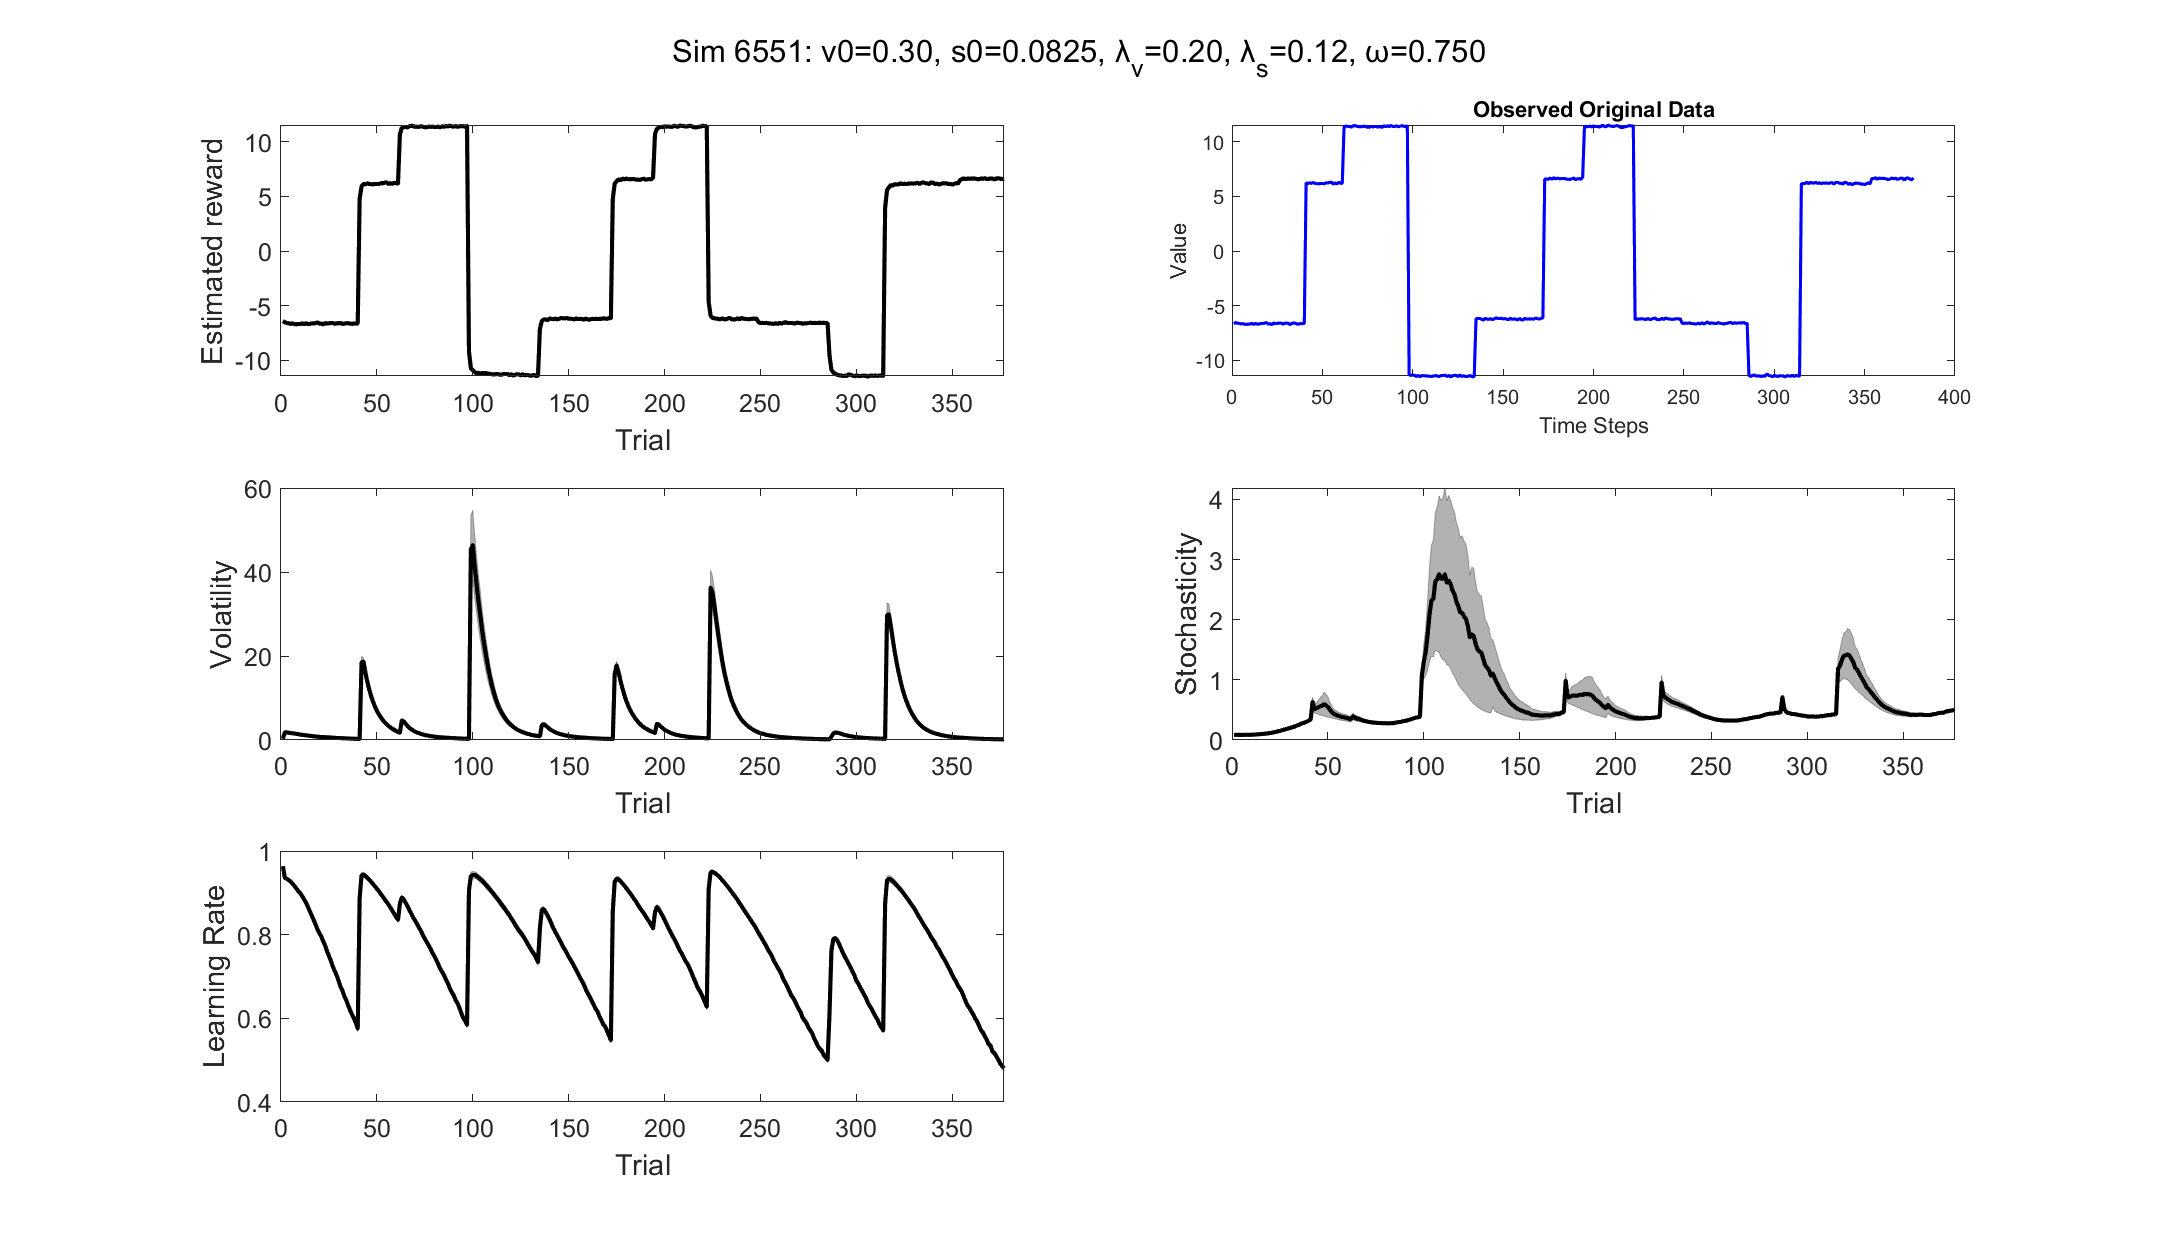 Sim 6551: v0=0.30, s0=0.0825, λv=0.20, λs=0.12, ω=0.750
Estimated reward
10
5
0
-5
-10
0 50 100 150 200 250 300 350
Trial
Observed Original Data
Value
10
5
0
-5
-10
0 50 100 150 200 250 300 350 400
Time Steps
Volatility
60
40
20
0
0 50 100 150 200 250 300 350
Trial
Stochasticity
4
3
2
1
0
0 50 100 150 200 250 300 350
Trial
Learning Rate
1
0.8
0.6
0.4
0 50 100 150 200 250 300 350
Trial